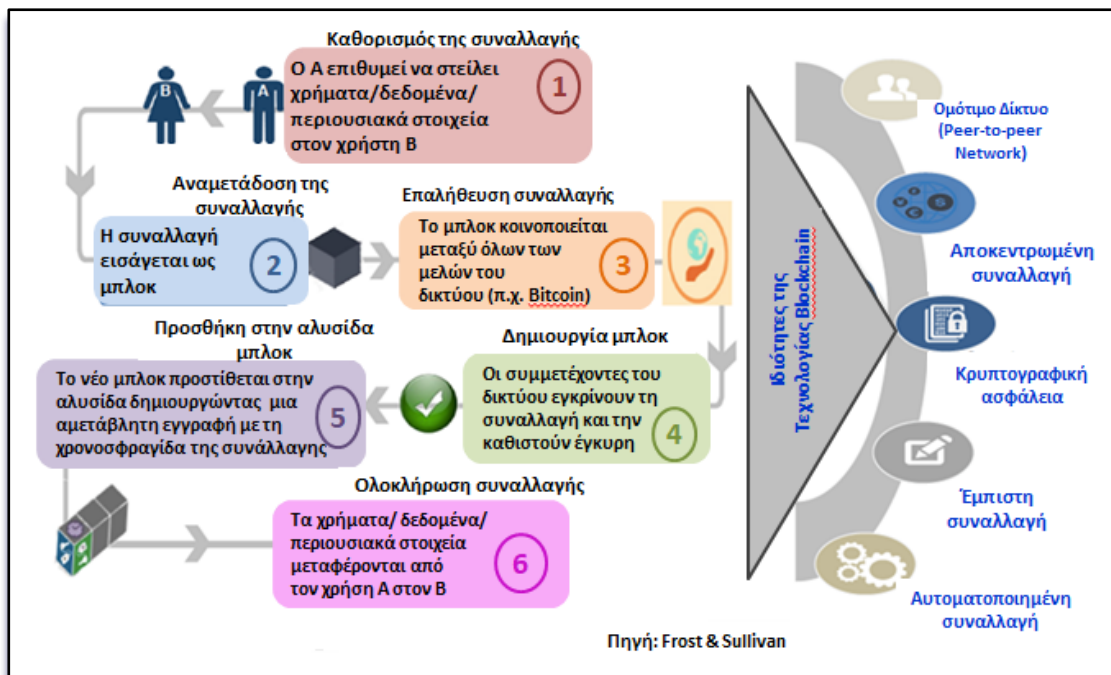 Καθορισμός της συναλλαγής
B
A
Ο Α επιθυμεί να στείλει
χρήματα/δεδομένα/
περιουσιακά στοιχεία
στον χρήστη Β
1
Αναμετάδοση της
συναλλαγής
Η συναλλαγή
εισάγεται ως
μπλοκ
2
Επαλήθευση συναλλαγής
Το μπλοκ κοινοποιείται
μεταξύ όλων των
μελών του
δικτύου (π.χ. Bitcoin)
3
Δημιουργία μπλοκ
Οι συμμετέχοντες του
δικτύου εγκρίνουν τη
συναλλαγή και την
καθιστούν έγκυρη
4
Προσθήκη στην αλυσίδα
μπλοκ
Το νέο μπλοκ προστίθεται στην
αλυσίδα δημιουργώντας μια
αμετάβλητη εγγραφή με τη
χρονοσφραγίδα της συνάλλαγης
5
Ολοκλήρωση συναλλαγής
Τα χρήματα/ δεδομένα/
περιουσιακά στοιχεία
μεταφέρονται από
τον χρήση Α στον Β
6
Ιδιότητες της
Τεχνολογίας Blockchain
Ομότιμο Δίκτυο
(Peer-to-peer
Network)
Αποκεντρωμένη
συναλλαγή
Κρυπτογραφική
ασφάλεια
Έμπιστη
συναλλαγή
Αυτοματοποιημένη
συναλλαγή
Πηγή: Frost & Sullivan